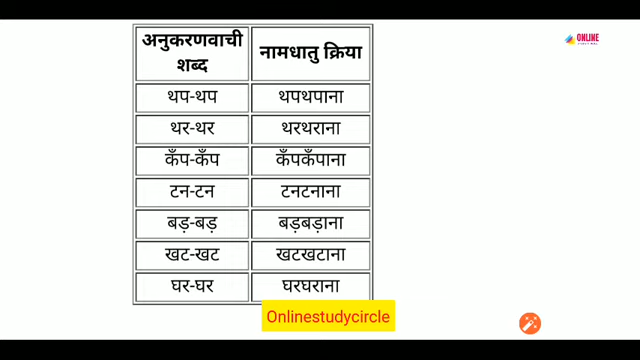 अनुकरणवाची शब्द नामधातु क्रिया
थप-थप थपथपाना
थर-थर थरथराना
कँप-कँप कँपकँपाना
टन-टन टनटनाना
बड़-बड़ बड़बड़ाना
खट-खट खटखटाना
घर-घर घरघराना
Onlinestudycircle
ONLINE